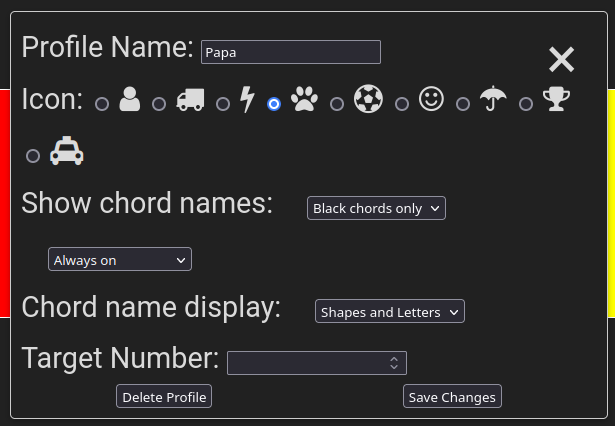 Profile Name: Papa
Icon:
Show chord names: Black chords only
Always on
Chord name display: Shapes and Letters
Target Number:
Delete Profile Save Changes